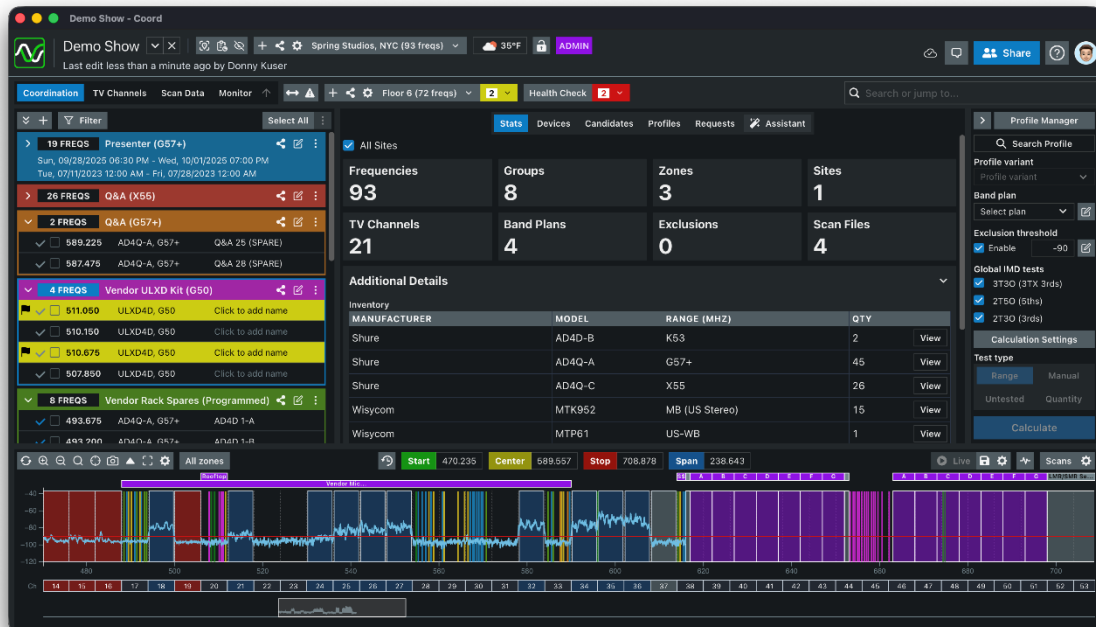 Demo Show - Coord
Demo Show
Spring Studios, NYC (93 freqs)
35°F
ADMIN
Share
Last edit less than a minute ago by Donny Kuser
Coordination TV Channels Scan Data Monitor
Floor 6 (72 freqs)
2
Health Check 2
Search or jump to...
Filter
Select All
19 FREQS Presenter (G57+)
Sun, 09/28/2025 06:30 PM - Wed, 10/01/2025 07:00 PM
Tue, 07/11/2023 12:00 AM - Fri, 07/28/2023 12:00 AM
26 FREQS Q&A (X55)
2 FREQS Q&A (G57+)
589.225 AD4Q-A, G57+ Q&A 25 (SPARE)
587.475 AD4Q-A, G57+ Q&A 28 (SPARE)
4 FREQS Vendor ULXD Kit (G50)
511.050 ULXD4D, G50 Click to add name
510.150 ULXD4D, G50 Click to add name
510.675 ULXD4D, G50 Click to add name
507.850 ULXD4D, G50 Click to add name
8 FREQS Vendor Rack Spares (Programmed)
493.675 AD4Q-A, G57+ AD4D 1-A
493.200 AD4Q-A, G57+ AD4D 1-B
Stats Devices Candidates Profiles Requests Assistant
All Sites
Frequencies Groups Zones Sites
93 8 3 1
TV Channels Band Plans Exclusions Scan Files
21 4 0 4
Additional Details
Inventory
MANUFACTURER MODEL RANGE (MHZ) QTY
Shure AD4D-B K53 2 View
Shure AD4Q-A G57+ 45 View
Shure AD4Q-C X55 26 View
Wisycom MTK952 MB (US Stereo) 15 View
Wisycom MTP61 US-WB 1 View
Profile Manager
Search Profile
Profile variant
Profile variant
Band plan
Select plan
Exclusion threshold
Enable -90
Global IMD tests
3T3O (3TX 3rds)
2T5O (5ths)
2T3O (3rds)
Calculation Settings
Test type
Range Manual
Untested Quantity
Calculate
All zones
Start 470.235 Center 589.557 Stop 708.878 Span 238.643
Live
Scans
RooFtop
Vendor Mic...
A B C D E F G
A B C D E F G
-40
-60
-80
-100
-120
480 500 520 540 560 580 600 620 640 660 680 700
Ch 14 15 16 17 18 19 20 21 22 23 24 25 26 27 28 29 30 31 32 33 34 35 36 37 38 39 40 41 42 43 44 45 46 47 48 49 50 51 52 53